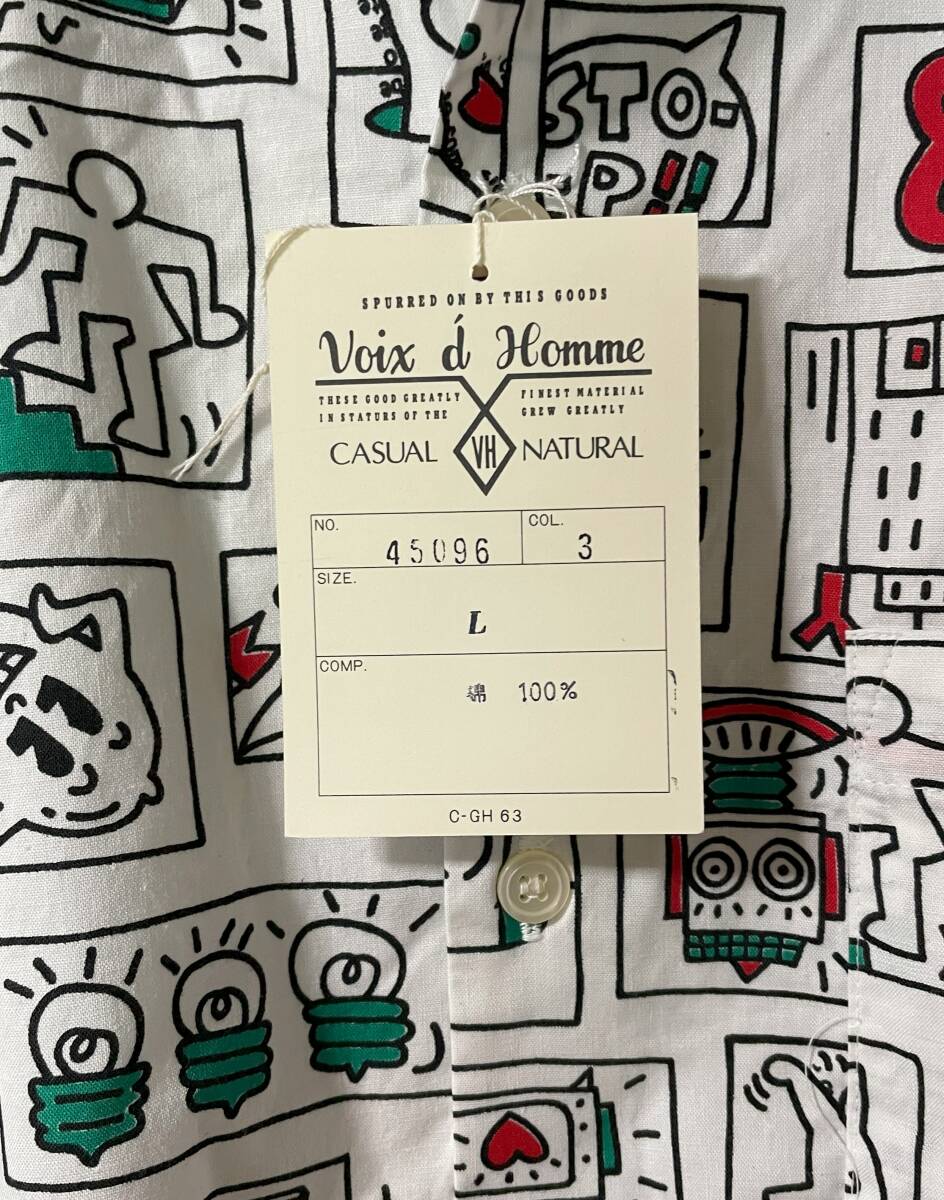 STO-
P!!
SPURRED ON BY THIS GOODS
Voix d́ Homme
THESE GOOD GREATLY
IN STATURS OF THE
FINEST MATERIAL
GREW GREATLY
CASUAL VH NATURAL
NO. 45096 COL. 3
SIZE.
L
COMP.
綿 100%
C-GH 63